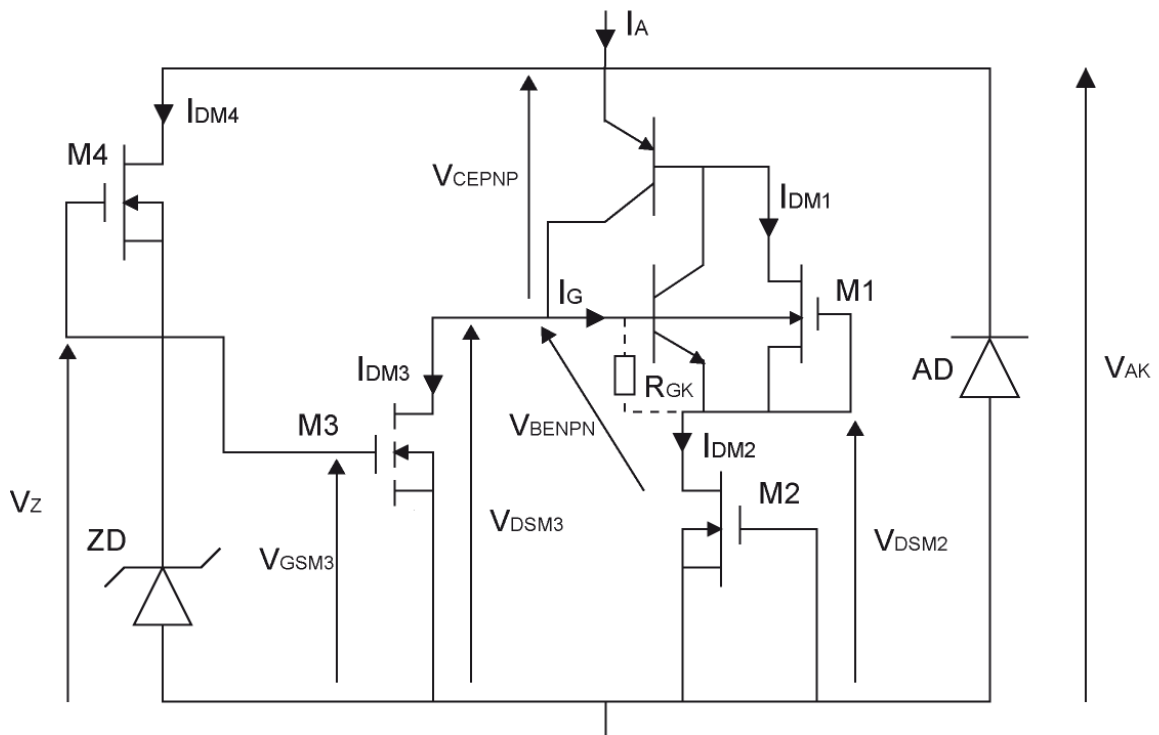 IA
IDM4
M4
VCEPNP
IDM1
IG
M1
IDM3
RGK
AD
VAK
M3
VBENPN
IDM2
M2
VZ
VDSM3
VDSM2
ZD
VGSM3